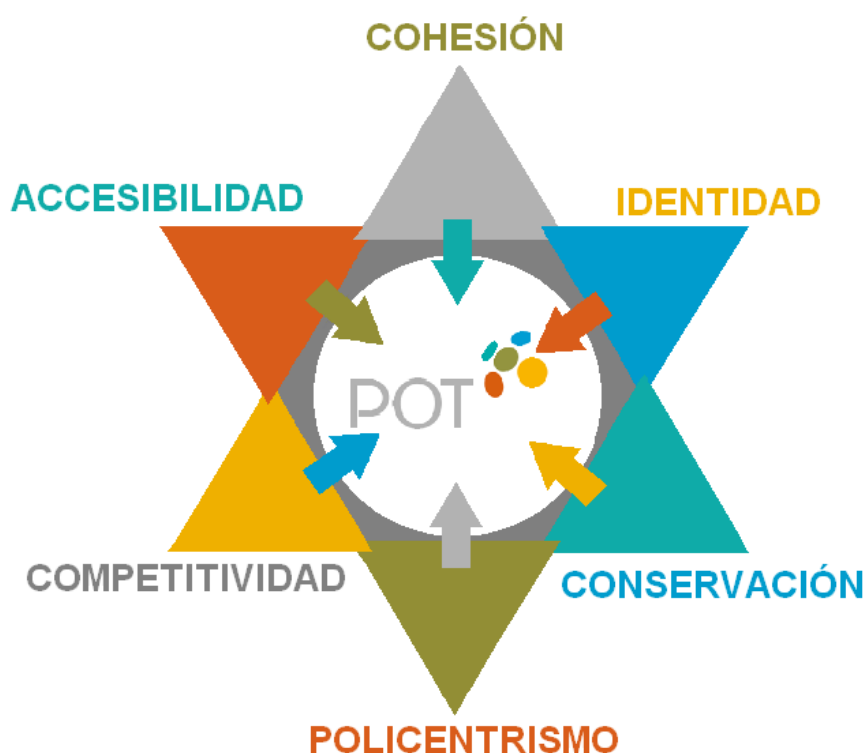 COHESIÓN
ACCESIBILIDAD
IDENTIDAD
POT
COMPETITIVIDAD
CONSERVACIÓN
POLICENTRISMO